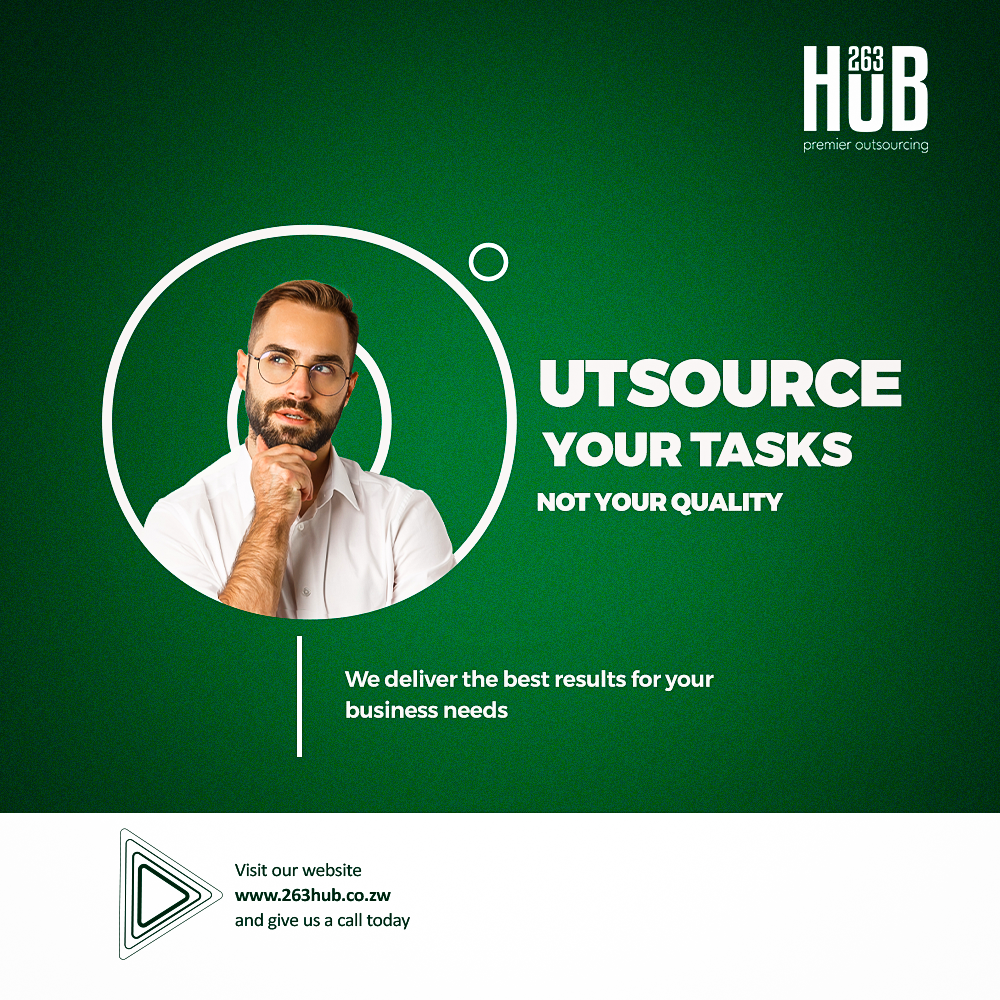 263
HUB
premier outsourcing
UTSOURCE
YOUR TASKS
NOT YOUR QUALITY
We deliver the best results for your
business needs
Visit our website
www.263hub.co.zw
and give us a call today